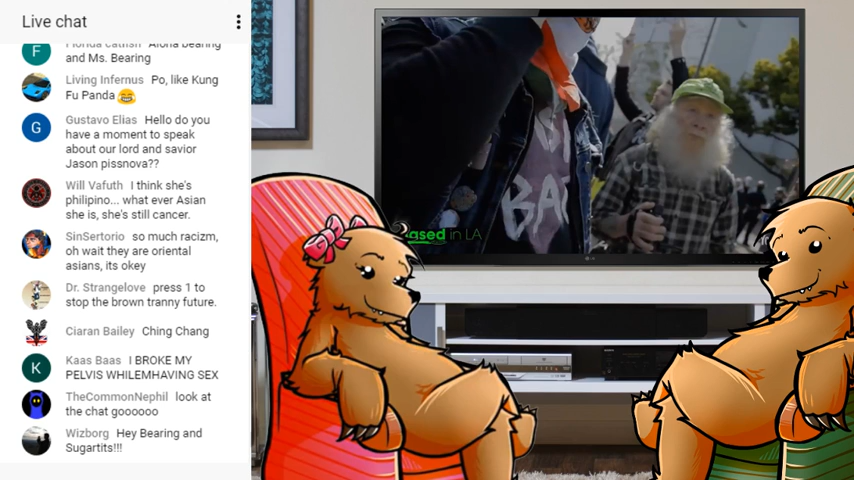 Live chat
Florida catfish Aloha Bearing
and Ms. Bearing
Living Infernus Po, like Kung
Fu Panda 😂
Gustavo Elias Hello do you
have a moment to speak
about our lord and savior
Jason pissnova??
Will Vafuth I think she's
philipino... what ever Asian
she is, she's still cancer.
SinSertorio so much racizm,
oh wait they are oriental
asians, its okey
Dr. Strangelove press 1 to
stop the brown tranny future.
Ciaran Bailey Ching Chang
Kaas Baas I BROKE MY
PELVIS WHILEMHAVING SEX
TheCommonNephil look at
the chat goooooo
Wizborg Hey Bearing and
Sugartits!!!
F
G
K
BA
ased in LA
LG